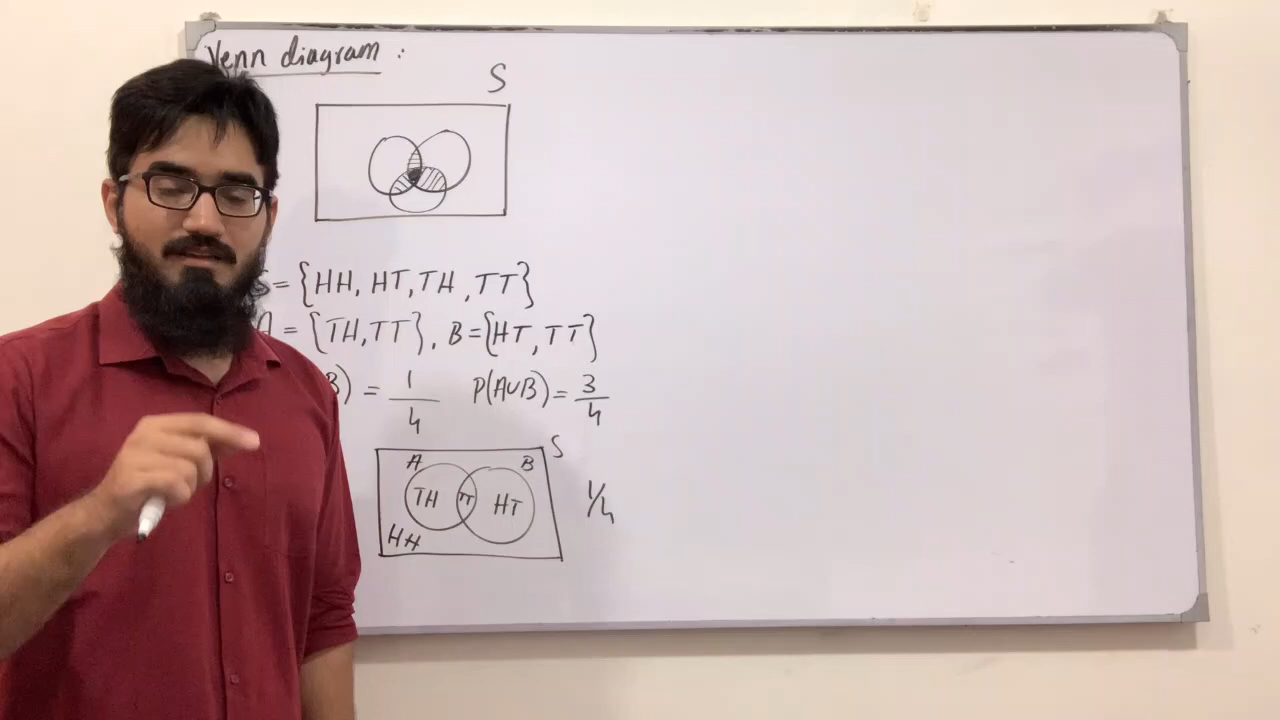 Venn diagram :
S
S = {HH, HT, TH, TT}
A = {TH, TT}, B = {HT, TT}
B) = 1/4 P(A∪B) = 3/4
S
A B
TH TT HT
1/4
HH